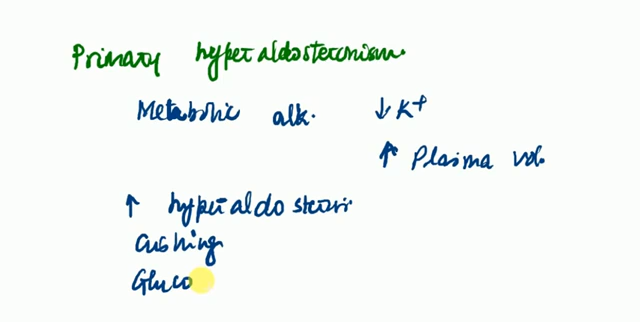 Primary hyperaldosteronism.
Metabolic alk. ↓ K+
↑ Plasma vol.
↑ hyperaldosteroni
Cushing
Gluco